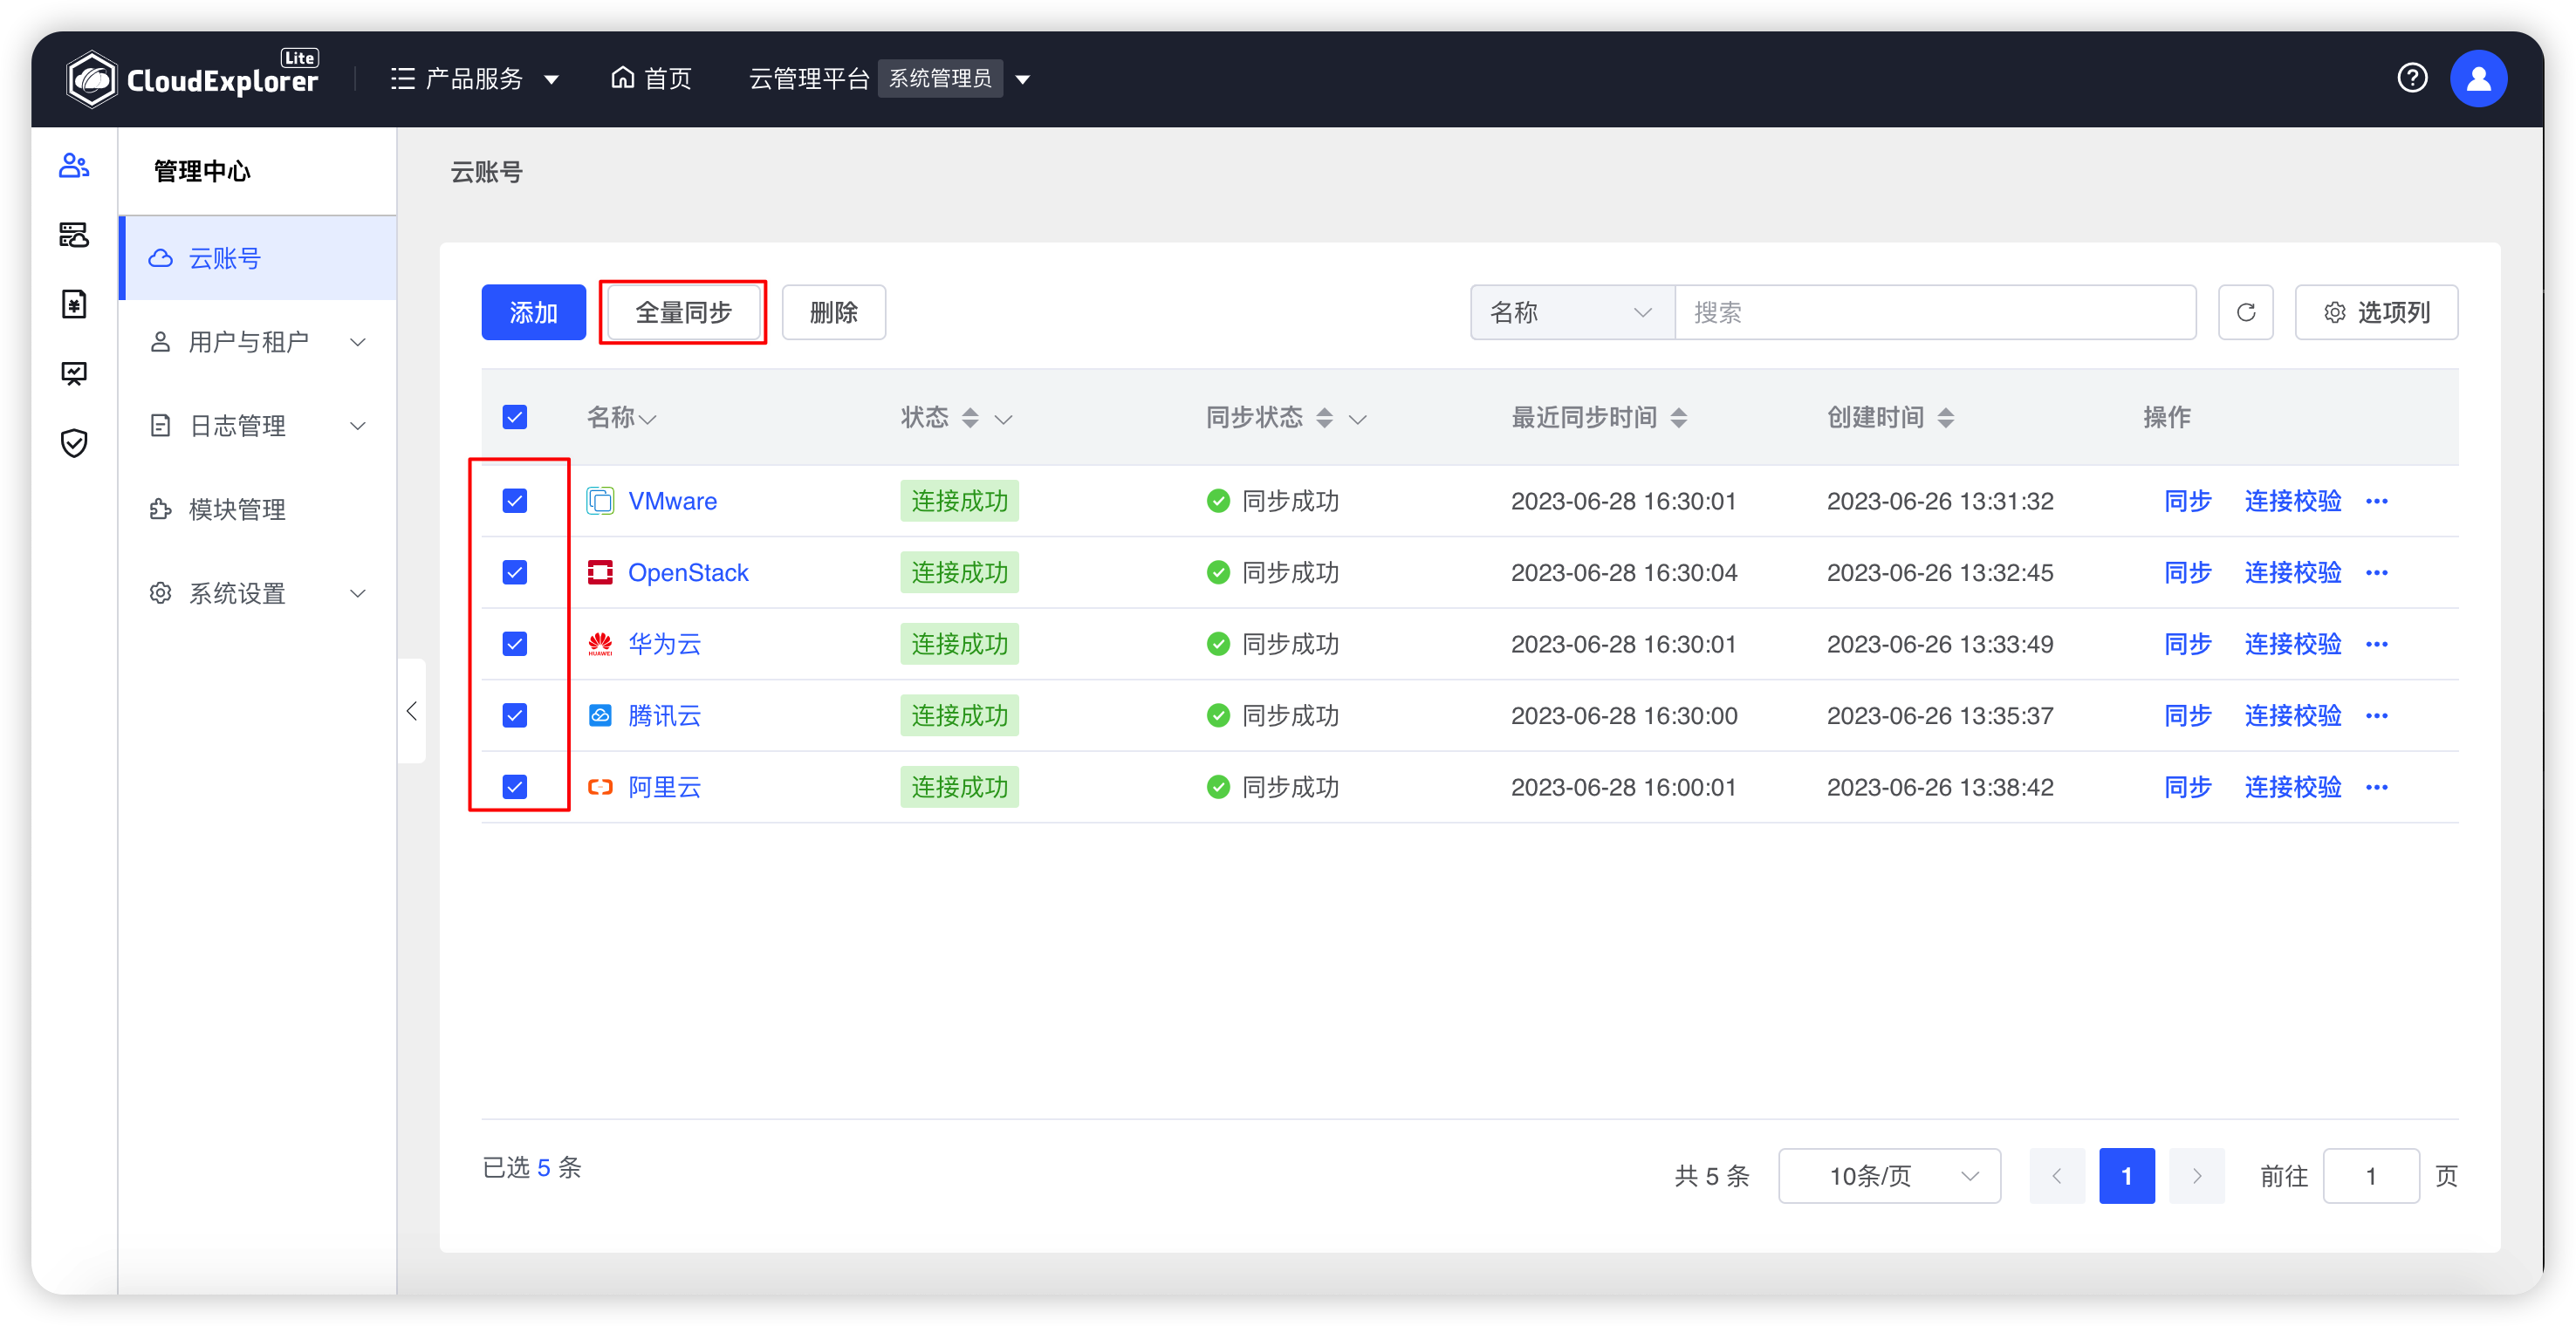 CloudExplorer Lite 产品服务 首页 云管理平台 系统管理员
管理中心
云账号
用户与租户
日志管理
模块管理
系统设置
云账号
添加 全量同步 删除 名称 搜索 选项列
名称 状态 同步状态 最近同步时间 创建时间 操作
VMware 连接成功 同步成功 2023-06-28 16:30:01 2023-06-26 13:31:32 同步 连接校验 •••
OpenStack 连接成功 同步成功 2023-06-28 16:30:04 2023-06-26 13:32:45 同步 连接校验 •••
HUAWEI 华为云 连接成功 同步成功 2023-06-28 16:30:01 2023-06-26 13:33:49 同步 连接校验 •••
腾讯云 连接成功 同步成功 2023-06-28 16:30:00 2023-06-26 13:35:37 同步 连接校验 •••
阿里云 连接成功 同步成功 2023-06-28 16:00:01 2023-06-26 13:38:42 同步 连接校验 •••
已选 5 条 共 5 条 10条/页 1 前往 1 页